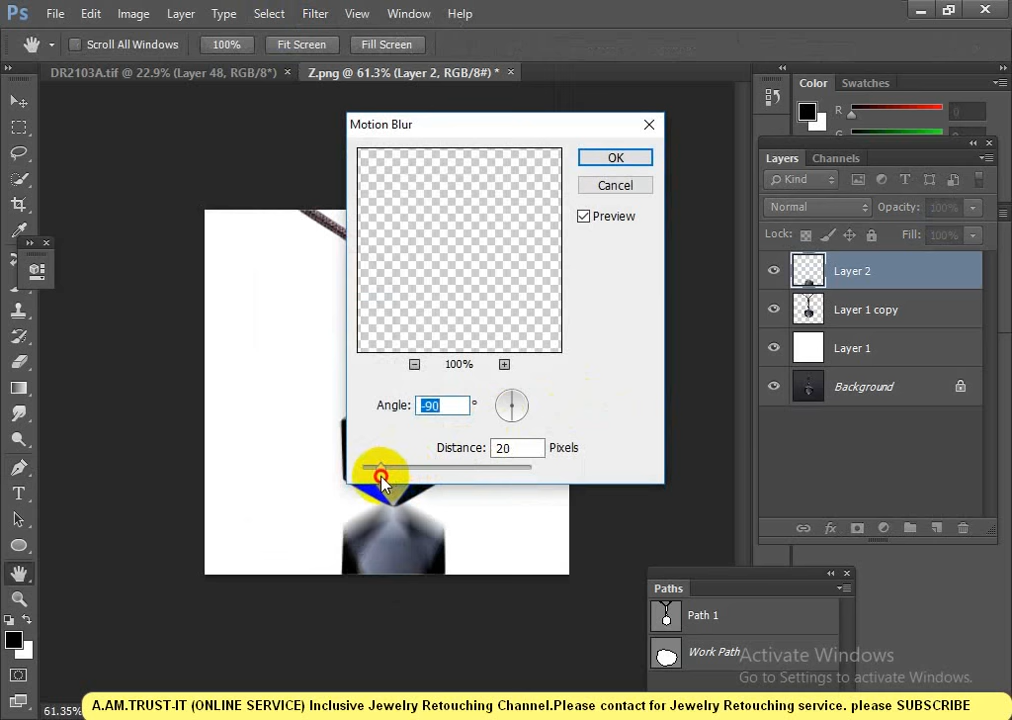 Ps File Edit Image Layer Type Select Filter View Window Help
Scroll All Windows 100% Fit Screen Fill Screen
DR2103A.tif @ 22.9% (Layer 48, RGB/8*) × Z.png @ 61.3% (Layer 2, RGB/8#) * ×
Color Swatches
R 0
G
Motion Blur
OK
Cancel
Preview
100%
Angle: -90 °
Distance: 20 Pixels
Layers Channels
Kind
Normal Opacity: 100%
Lock: Fill: 100%
Layer 2
Layer 1 copy
Layer 1
Background
fx
Paths
Path 1
Work Path
Activate Windows
Go to Settings to activate Windows.
61.35%
A.AM.TRUST-IT (ONLINE SERVICE) Inclusive Jewelry Retouching Channel.Please contact for Jewelry Retouching service. please SUBSCRIBE